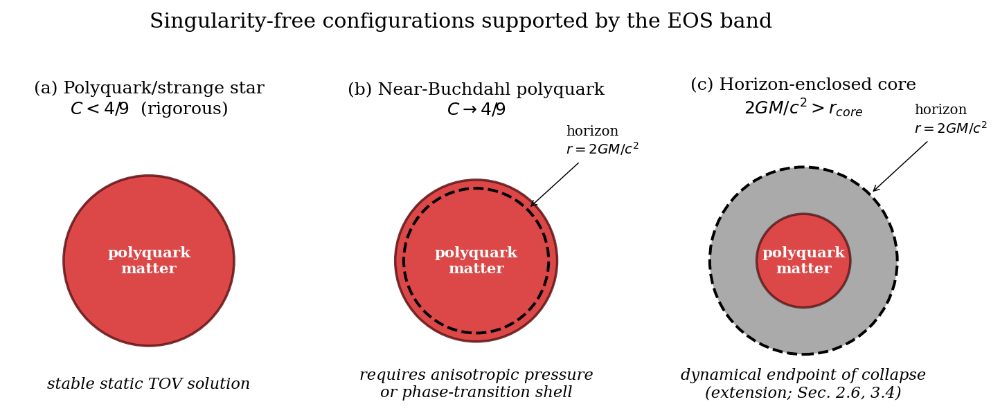 Singularity-free configurations supported by the EOS band
(a) Polyquark/strange star
C < 4/9 (rigorous)
polyquark
matter
stable static TOV solution
(b) Near-Buchdahl polyquark
C → 4/9
horizon
r = 2GM/c²
polyquark
matter
requires anisotropic pressure
or phase-transition shell
(c) Horizon-enclosed core
2GM/c² > r_core
horizon
r = 2GM/c²
polyquark
matter
dynamical endpoint of collapse
(extension; Sec. 2.6, 3.4)